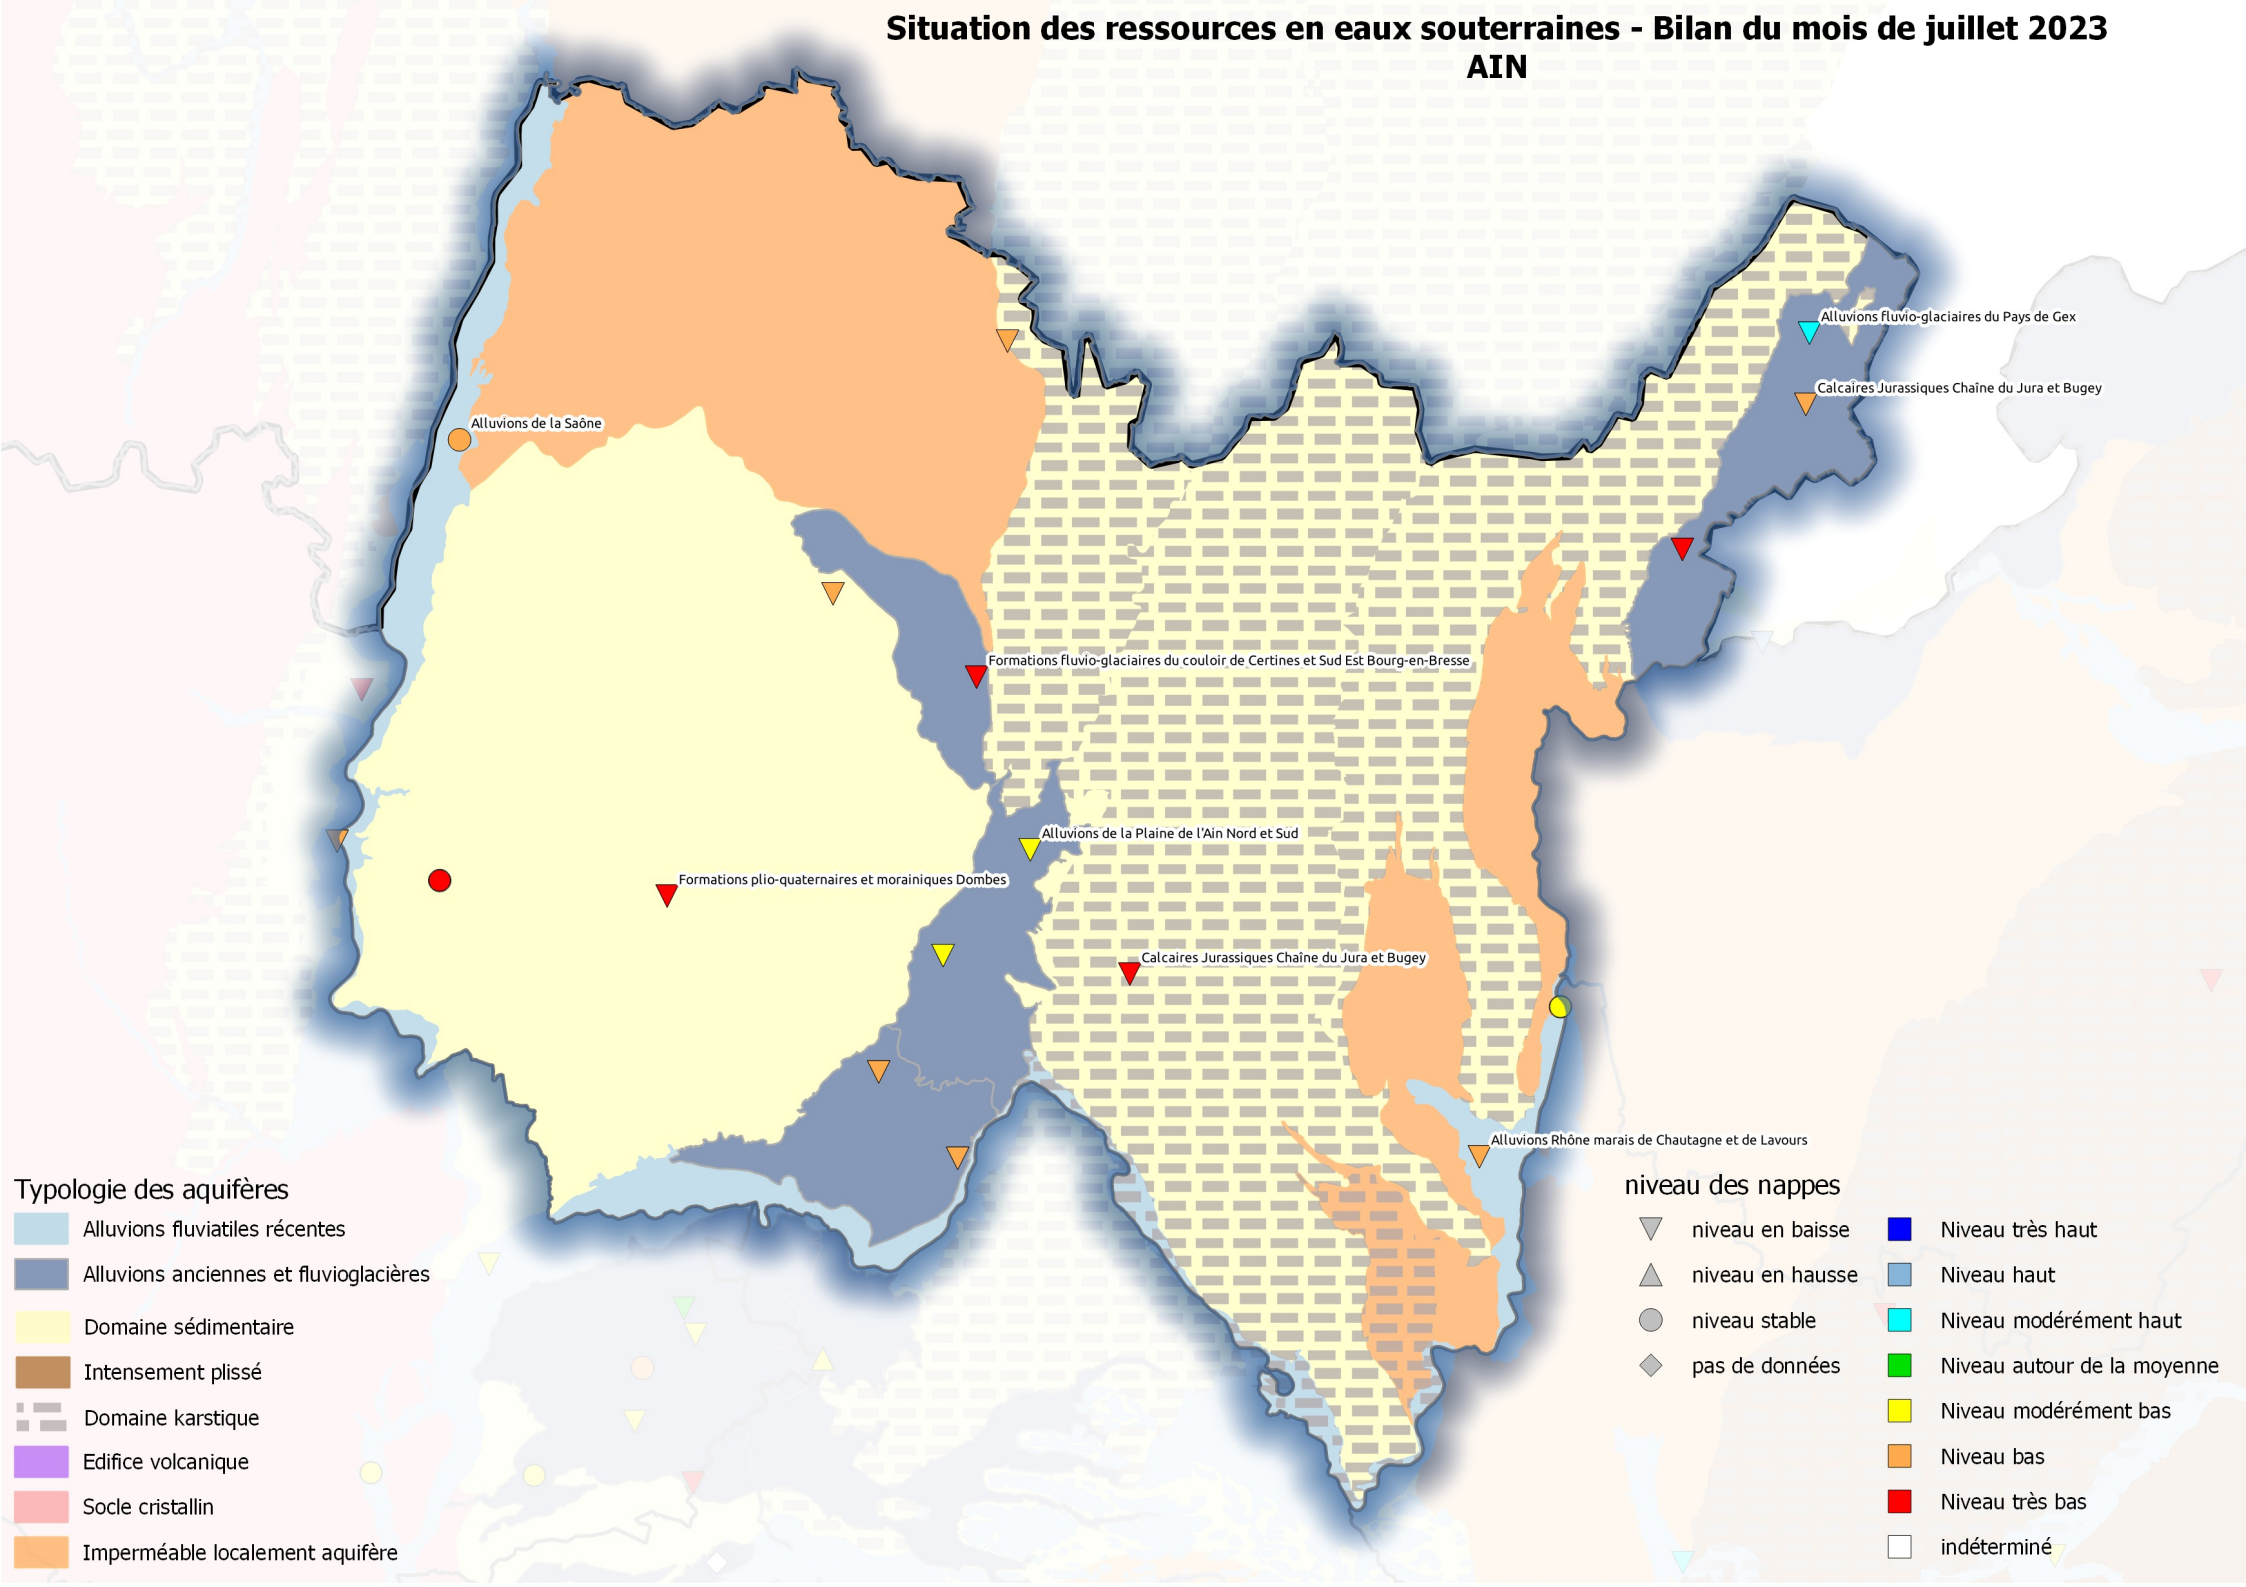 Situation des ressources en eaux souterraines - Bilan du mois de juillet 2023
AIN
Alluvions fluvio-glaciaires du Pays de Gex
Calcaires Jurassiques Chaîne du Jura et Bugey
Alluvions de la Saône
Formations fluvio-glaciaires du couloir de Certines et Sud Est Bourg-en-Bresse
Alluvions de la Plaine de l'Ain Nord et Sud
Formations plio-quaternaires et morainiques Dombes
Calcaires Jurassiques Chaîne du Jura et Bugey
Alluvions Rhône marais de Chautagne et de Lavours
Typologie des aquifères
Alluvions fluviatiles récentes
Alluvions anciennes et fluvioglacières
Domaine sédimentaire
Intensement plissé
Domaine karstique
Edifice volcanique
Socle cristallin
Imperméable localement aquifère
niveau des nappes
niveau en baisse
niveau en hausse
niveau stable
pas de données
Niveau très haut
Niveau haut
Niveau modérément haut
Niveau autour de la moyenne
Niveau modérément bas
Niveau bas
Niveau très bas
indéterminé